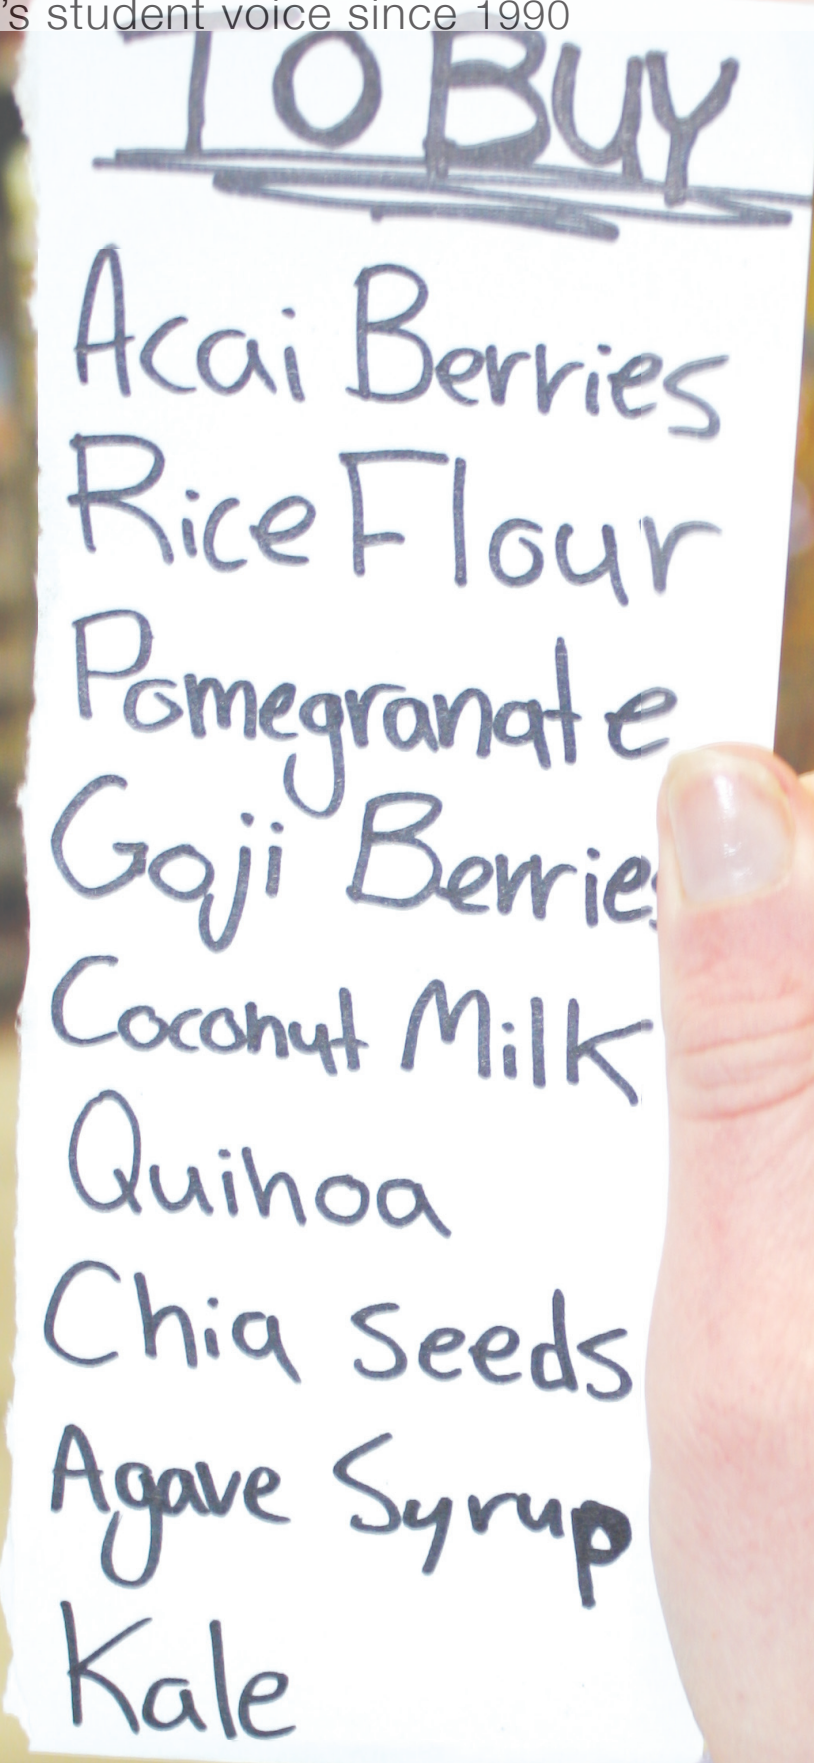 's student voice since 1990
TO BUY
Acai Berries
Rice Flour
Pomegranate
Goji Berries
Coconut Milk
Quinoa
Chia Seeds
Agave Syrup
Kale